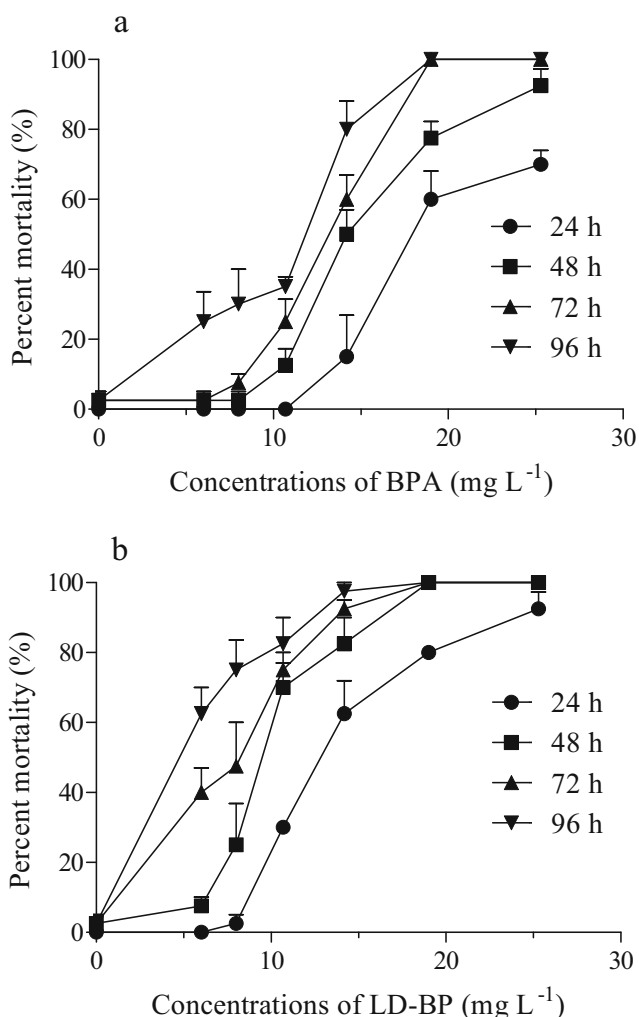 a
Percent mortality (%)
100
80
60
40
20
0
0
10
20
30
24 h
48 h
72 h
96 h
Concentrations of BPA (mg L⁻¹)
b
Percent mortality (%)
100
80
60
40
20
0
0
10
20
30
24 h
48 h
72 h
96 h
Concentrations of LD-BP (mg L⁻¹)